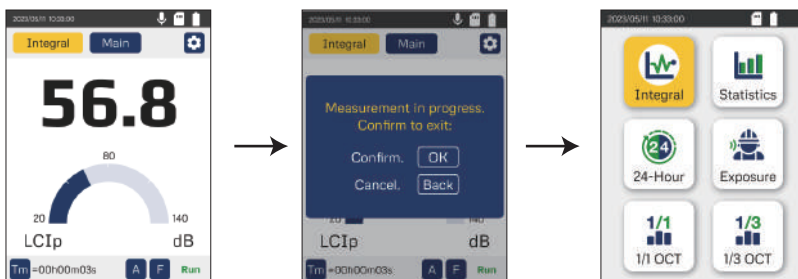 2023/05/11 10:33:00
Integral Main
56.8
80
20 140
LCIp dB
Tm =00h00m03s A F Run
2023/05/11 10:33:00
Integral Main
Measurement in progress.
Confirm to exit:
Confirm. OK
Cancel. Back
20 140
LCIp dB
Tm =00h00m03s A F Run
2023/05/11 10:33:00
Integral Statistics
24
24-Hour Exposure
1/1 1/3
1/1 OCT 1/3 OCT